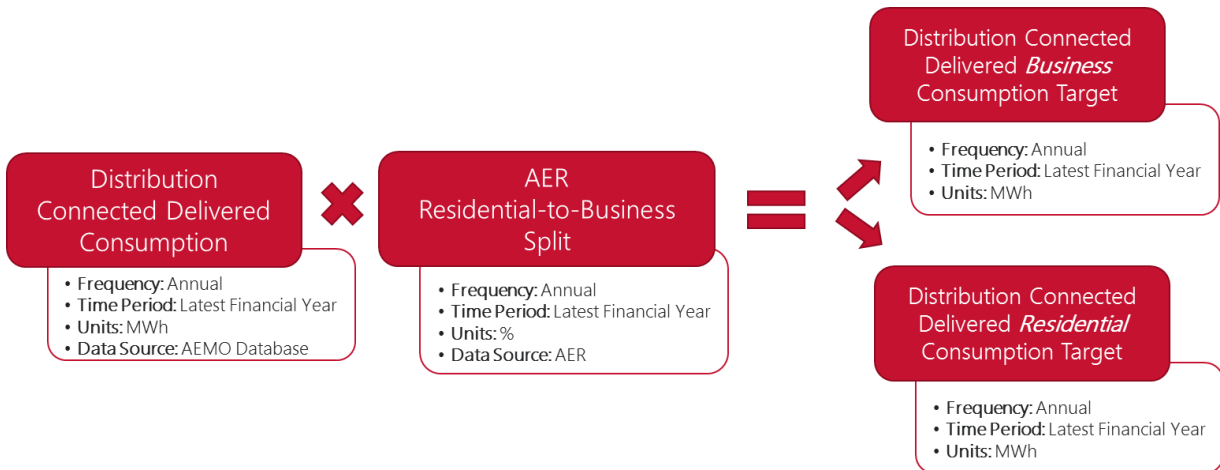 Distribution
Connected Delivered
Consumption
• Frequency: Annual
• Time Period: Latest Financial Year
• Units: MWh
• Data Source: AEMO Database
AER
Residential-to-Business
Split
• Frequency: Annual
• Time Period: Latest Financial Year
• Units: %
• Data Source: AER
Distribution Connected
Delivered Business
Consumption Target
• Frequency: Annual
• Time Period: Latest Financial Year
• Units: MWh
Distribution Connected
Delivered Residential
Consumption Target
• Frequency: Annual
• Time Period: Latest Financial Year
• Units: MWh